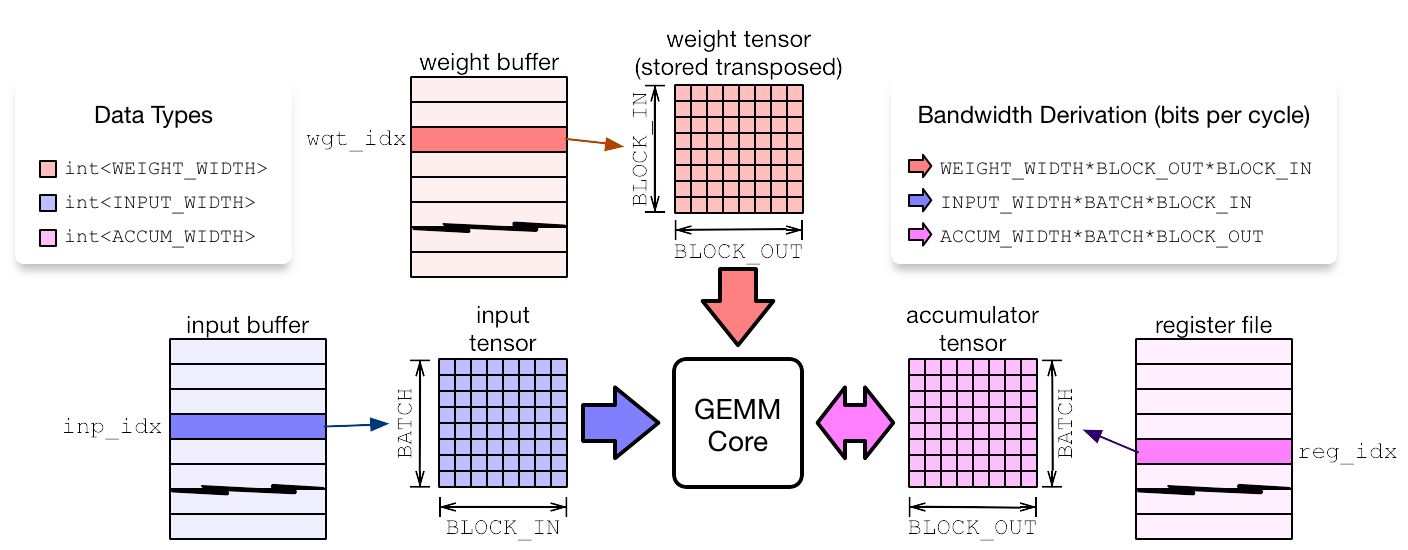 weight tensor
(stored transposed)
weight buffer
wgt_idx
BLOCK_IN
BLOCK_OUT
Data Types
int<WEIGHT_WIDTH>
int<INPUT_WIDTH>
int<ACCUM_WIDTH>
Bandwidth Derivation (bits per cycle)
WEIGHT_WIDTH*BLOCK_OUT*BLOCK_IN
INPUT_WIDTH*BATCH*BLOCK_IN
ACCUM_WIDTH*BATCH*BLOCK_OUT
input buffer
inp_idx
input
tensor
BATCH
BLOCK_IN
GEMM
Core
accumulator
tensor
BATCH
BLOCK_OUT
register file
reg_idx